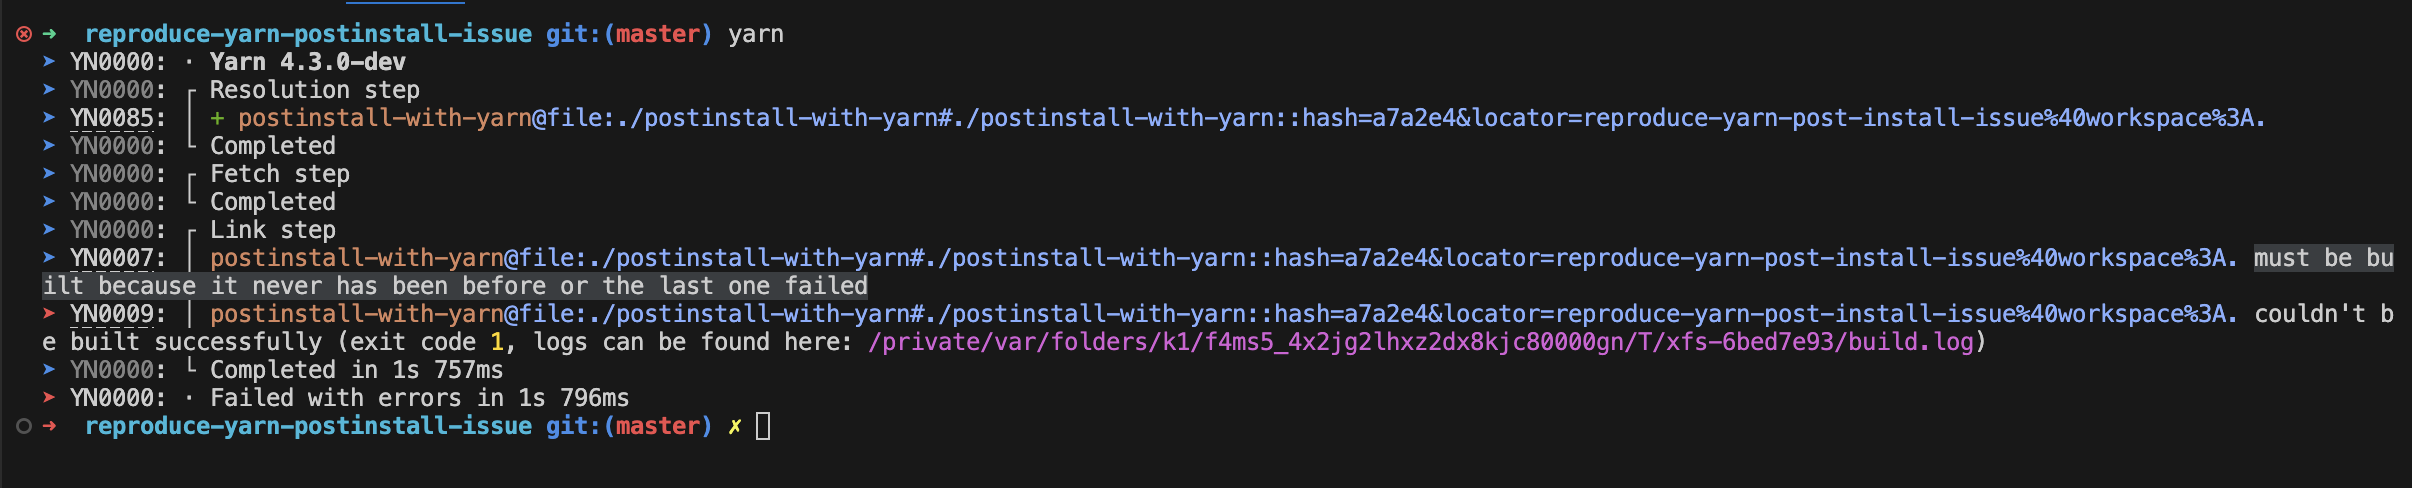 ➜  reproduce-yarn-postinstall-issue git:(master) yarn
➤ YN0000: · Yarn 4.3.0-dev
➤ YN0000: ┌ Resolution step
➤ YN0085: │ + postinstall-with-yarn@file:./postinstall-with-yarn#./postinstall-with-yarn::hash=a7a2e4&locator=reproduce-yarn-post-install-issue%40workspace%3A.
➤ YN0000: └ Completed
➤ YN0000: ┌ Fetch step
➤ YN0000: └ Completed
➤ YN0000: ┌ Link step
➤ YN0007: │ postinstall-with-yarn@file:./postinstall-with-yarn#./postinstall-with-yarn::hash=a7a2e4&locator=reproduce-yarn-post-install-issue%40workspace%3A. must be bu
ilt because it never has been before or the last one failed
➤ YN0009: │ postinstall-with-yarn@file:./postinstall-with-yarn#./postinstall-with-yarn::hash=a7a2e4&locator=reproduce-yarn-post-install-issue%40workspace%3A. couldn't b
e built successfully (exit code 1, logs can be found here: /private/var/folders/k1/f4ms5_4x2jg2lhxz2dx8kjc80000gn/T/xfs-6bed7e93/build.log)
➤ YN0000: └ Completed in 1s 757ms
➤ YN0000: · Failed with errors in 1s 796ms
➜  reproduce-yarn-postinstall-issue git:(master) ✗